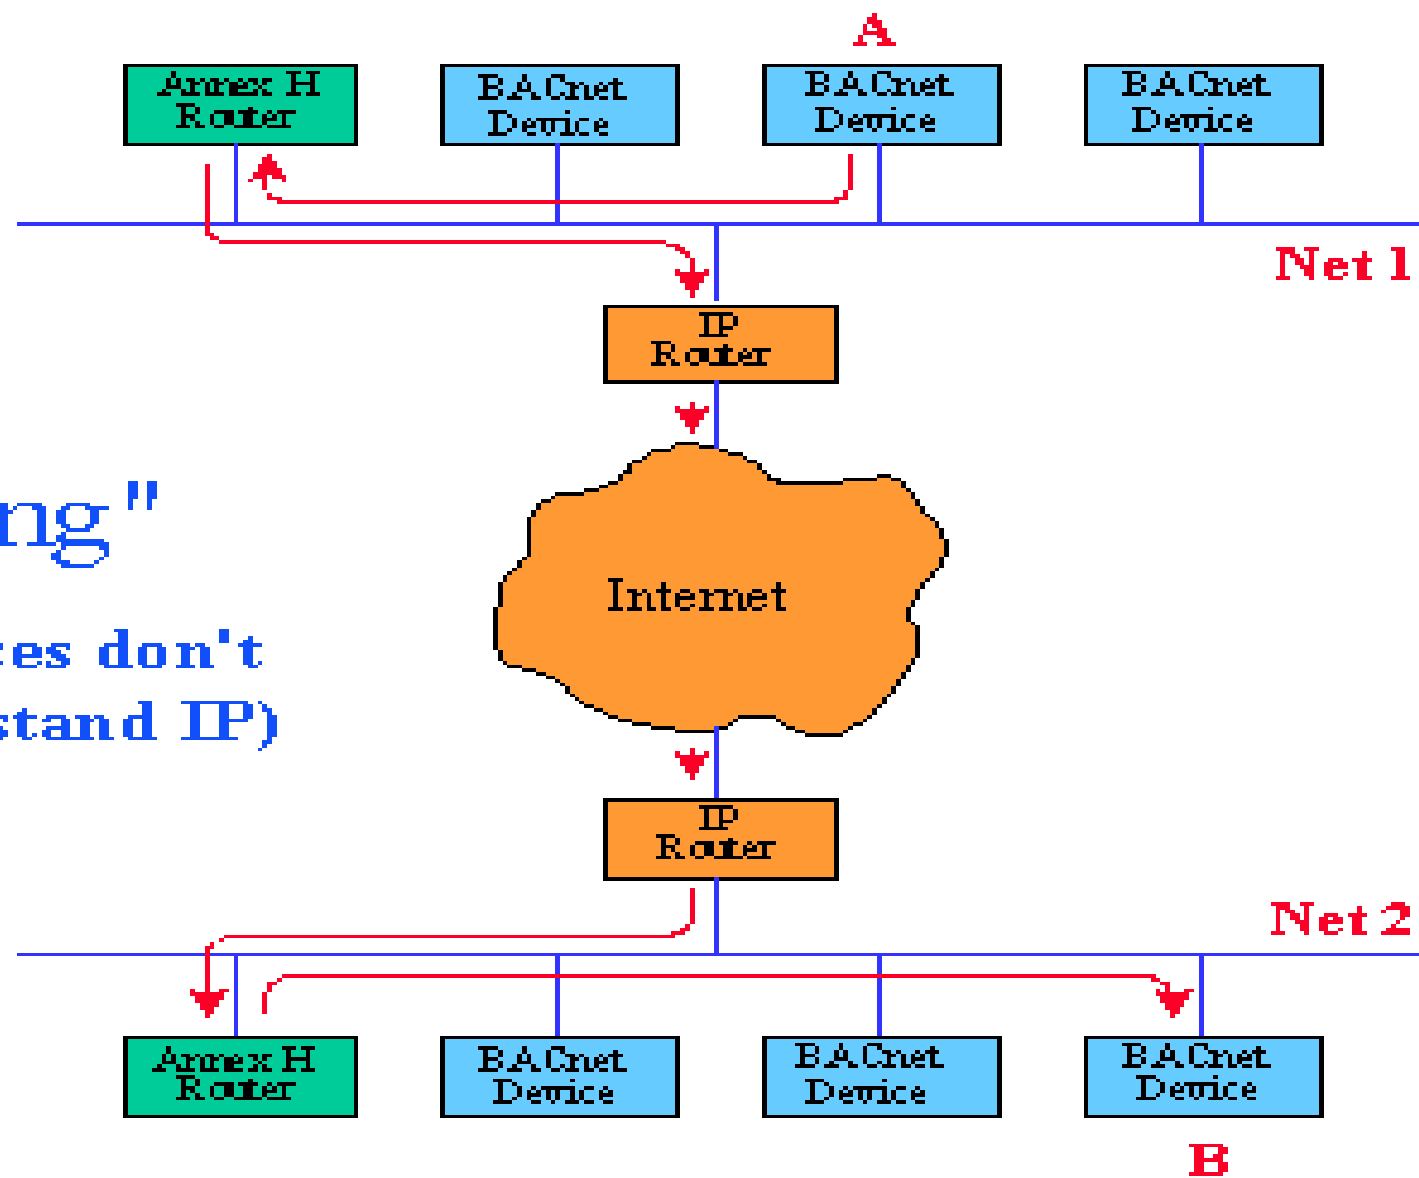 A
Annex H
Router
BACnet
Device
BACnet
Device
BACnet
Device
Net 1
IP
Router
ng"
Internet
ces don't
stand IP)
IP
Router
Net 2
Annex H
Router
BACnet
Device
BACnet
Device
BACnet
Device
B